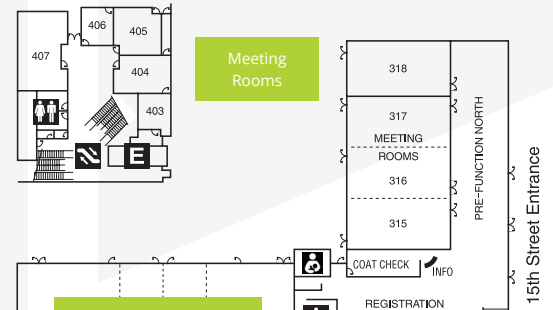 406
405
407
404
403
E
Meeting
Rooms
318
317
MEETING
ROOMS
316
315
PRE-FUNCTION NORTH
15th Street Entrance
COAT CHECK
INFO
REGISTRATION